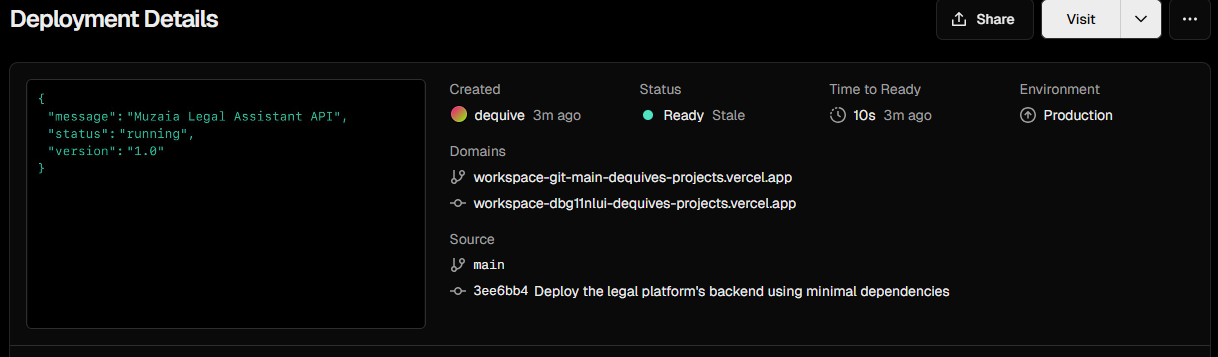 Deployment Details
Share
Visit
{
"message":"Muzaia Legal Assistant API",
"status":"running",
"version":"1.0"
}
Created
dequive 3m ago
Status
Ready Stale
Time to Ready
10s 3m ago
Environment
Production
Domains
workspace-git-main-dequives-projects.vercel.app
workspace-dbg11nlui-dequives-projects.vercel.app
Source
main
3ee6bb4 Deploy the legal platform's backend using minimal dependencies